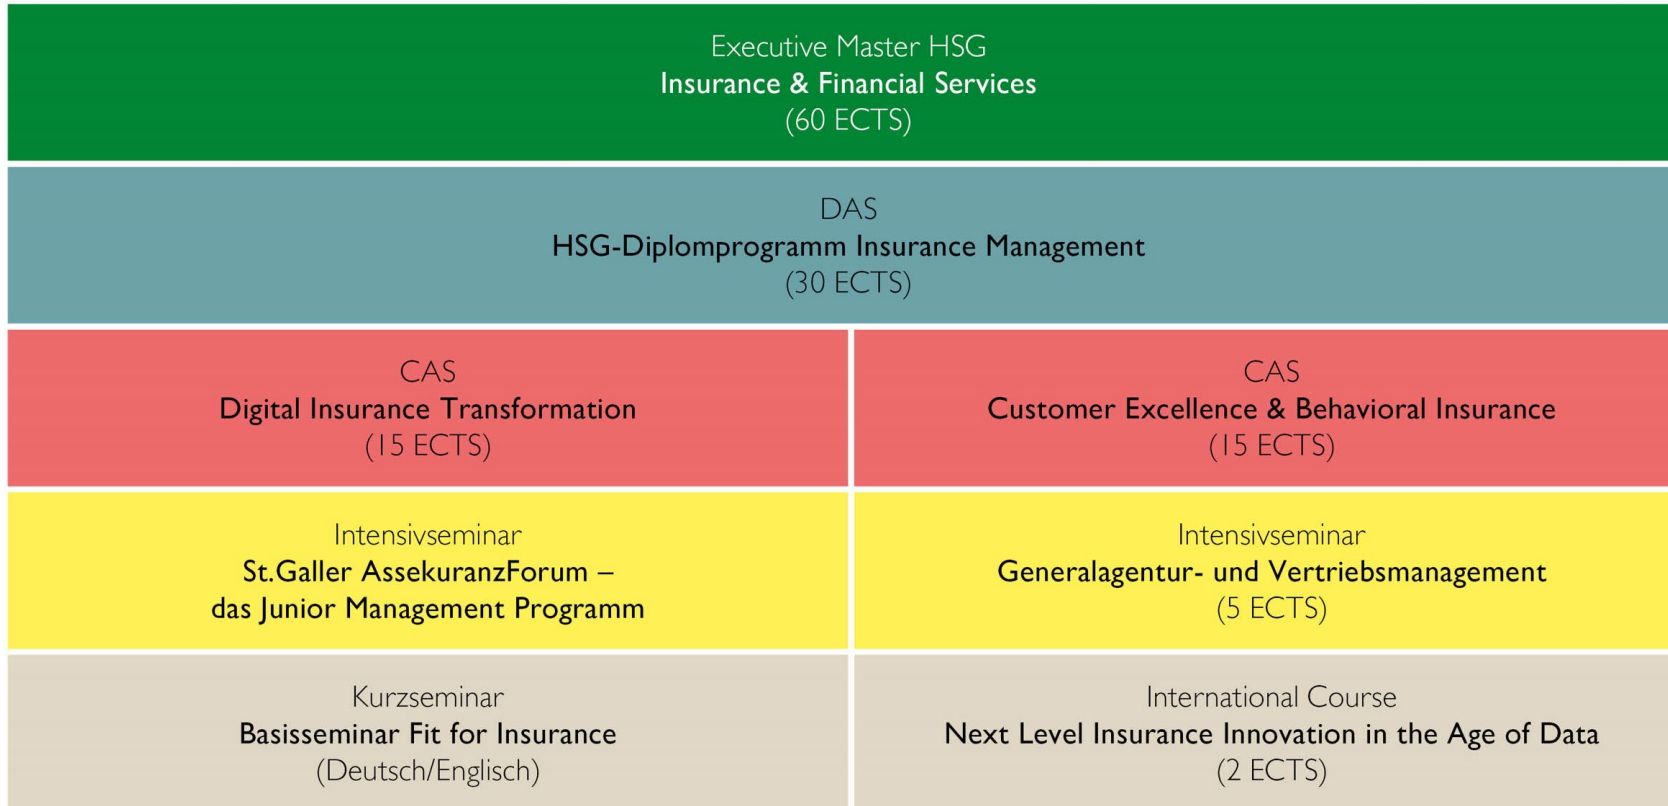 Executive Master HSG
Insurance & Financial Services
(60 ECTS)
DAS
HSG-Diplomprogramm Insurance Management
(30 ECTS)
CAS
Digital Insurance Transformation
(15 ECTS)
CAS
Customer Excellence & Behavioral Insurance
(15 ECTS)
Intensivseminar
St.Galler AssekuranzForum –
das Junior Management Programm
Intensivseminar
Generalagentur- und Vertriebsmanagement
(5 ECTS)
Kurzseminar
Basisseminar Fit for Insurance
(Deutsch/Englisch)
International Course
Next Level Insurance Innovation in the Age of Data
(2 ECTS)